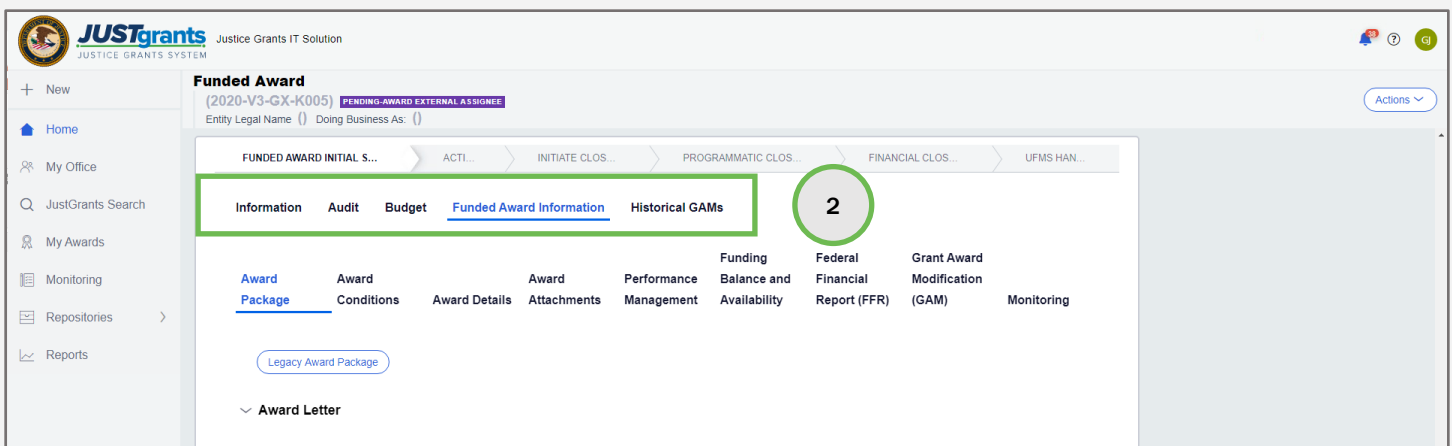 JUSTgrants
JUSTICE GRANTS SYSTEM
Justice Grants IT Solution
39
?
GJ
New
Home
My Office
JustGrants Search
My Awards
Monitoring
Repositories
Reports
Funded Award
(2020-V3-GX-K005) PENDING-AWARD EXTERNAL ASSIGNEE
Entity Legal Name () Doing Business As: ()
Actions
FUNDED AWARD INITIAL S... ACTI... INITIATE CLOS... PROGRAMMATIC CLOS... FINANCIAL CLOS... UFMS HAN...
Information Audit Budget Funded Award Information Historical GAMs
2
Award Package
Award Conditions
Award Details
Award Attachments
Performance Management
Funding Balance and Availability
Federal Financial Report (FFR)
Grant Award Modification (GAM)
Monitoring
Legacy Award Package
Award Letter